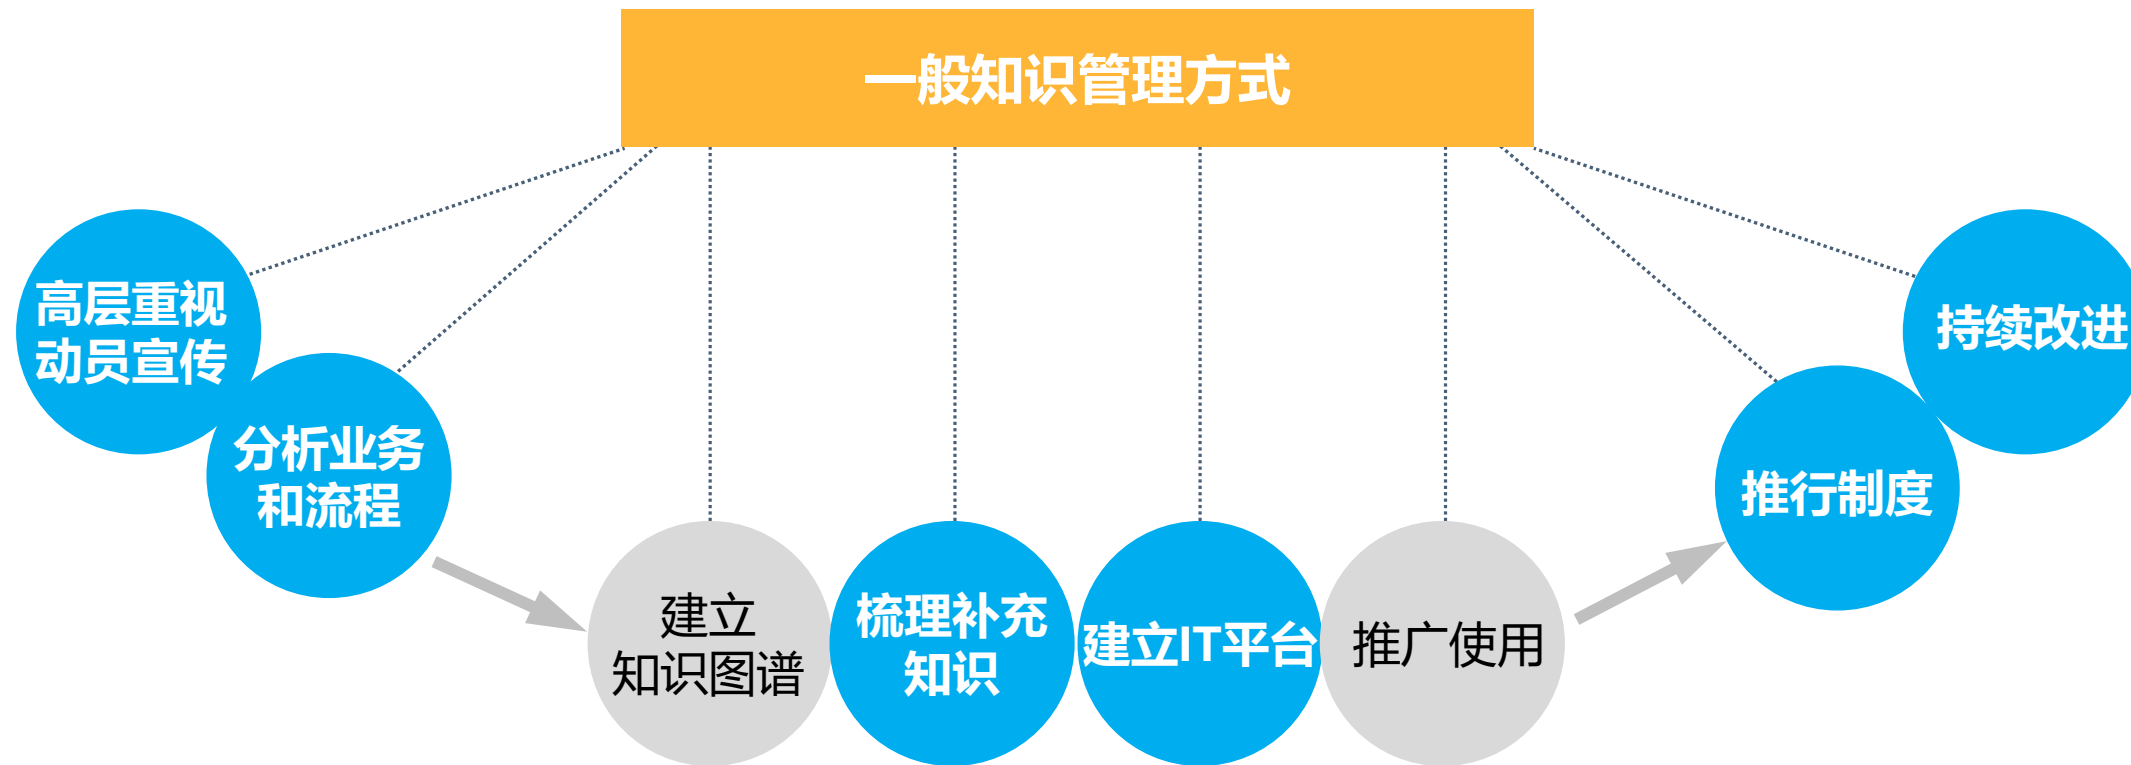 一般知识管理方式
高层重视
动员宣传
分析业务
和流程
建立
知识图谱
梳理补充
知识
建立IT平台
推广使用
推行制度
持续改进